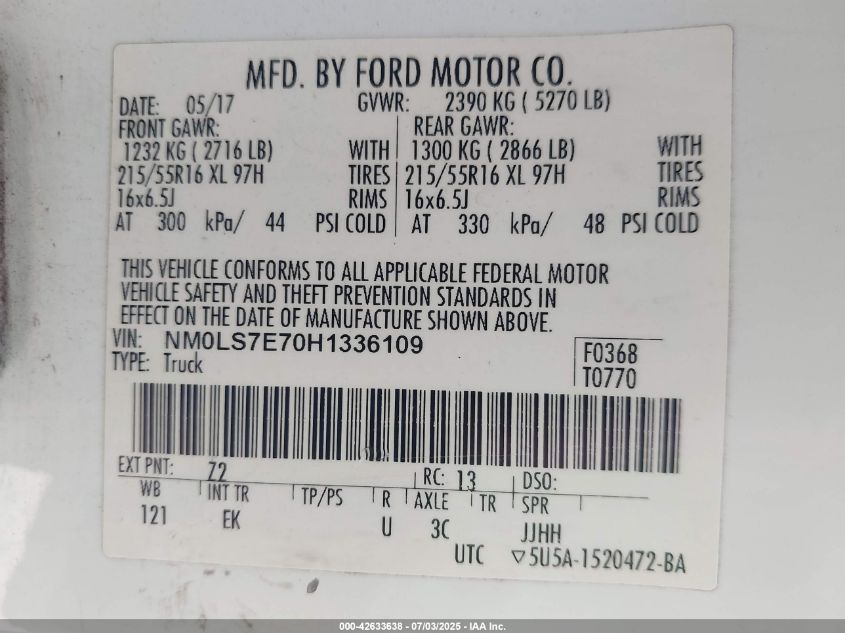 MFD. BY FORD MOTOR CO.
DATE: 05/17 GVWR: 2390 KG ( 5270 LB)
FRONT GAWR: REAR GAWR:
1232 KG ( 2716 LB) WITH 1300 KG ( 2866 LB) WITH
215/55R16 XL 97H TIRES 215/55R16 XL 97H TIRES
16x6.5J RIMS 16x6.5J RIMS
AT 300 kPa/ 44 PSI COLD AT 330 kPa/ 48 PSI COLD
THIS VEHICLE CONFORMS TO ALL APPLICABLE FEDERAL MOTOR
VEHICLE SAFETY AND THEFT PREVENTION STANDARDS IN
EFFECT ON THE DATE OF MANUFACTURE SHOWN ABOVE.
VIN: NM0LS7E70H1336109 F0368
TYPE: Truck T0770
EXT PNT: 72 RC: 13 DSO:
WB INT TR TP/PS R AXLE TR SPR
121 EK U 3C JJHH
UTC ▽5U5A-1520472-BA
000-42633638 - 07/03/2025 - IAA Inc.